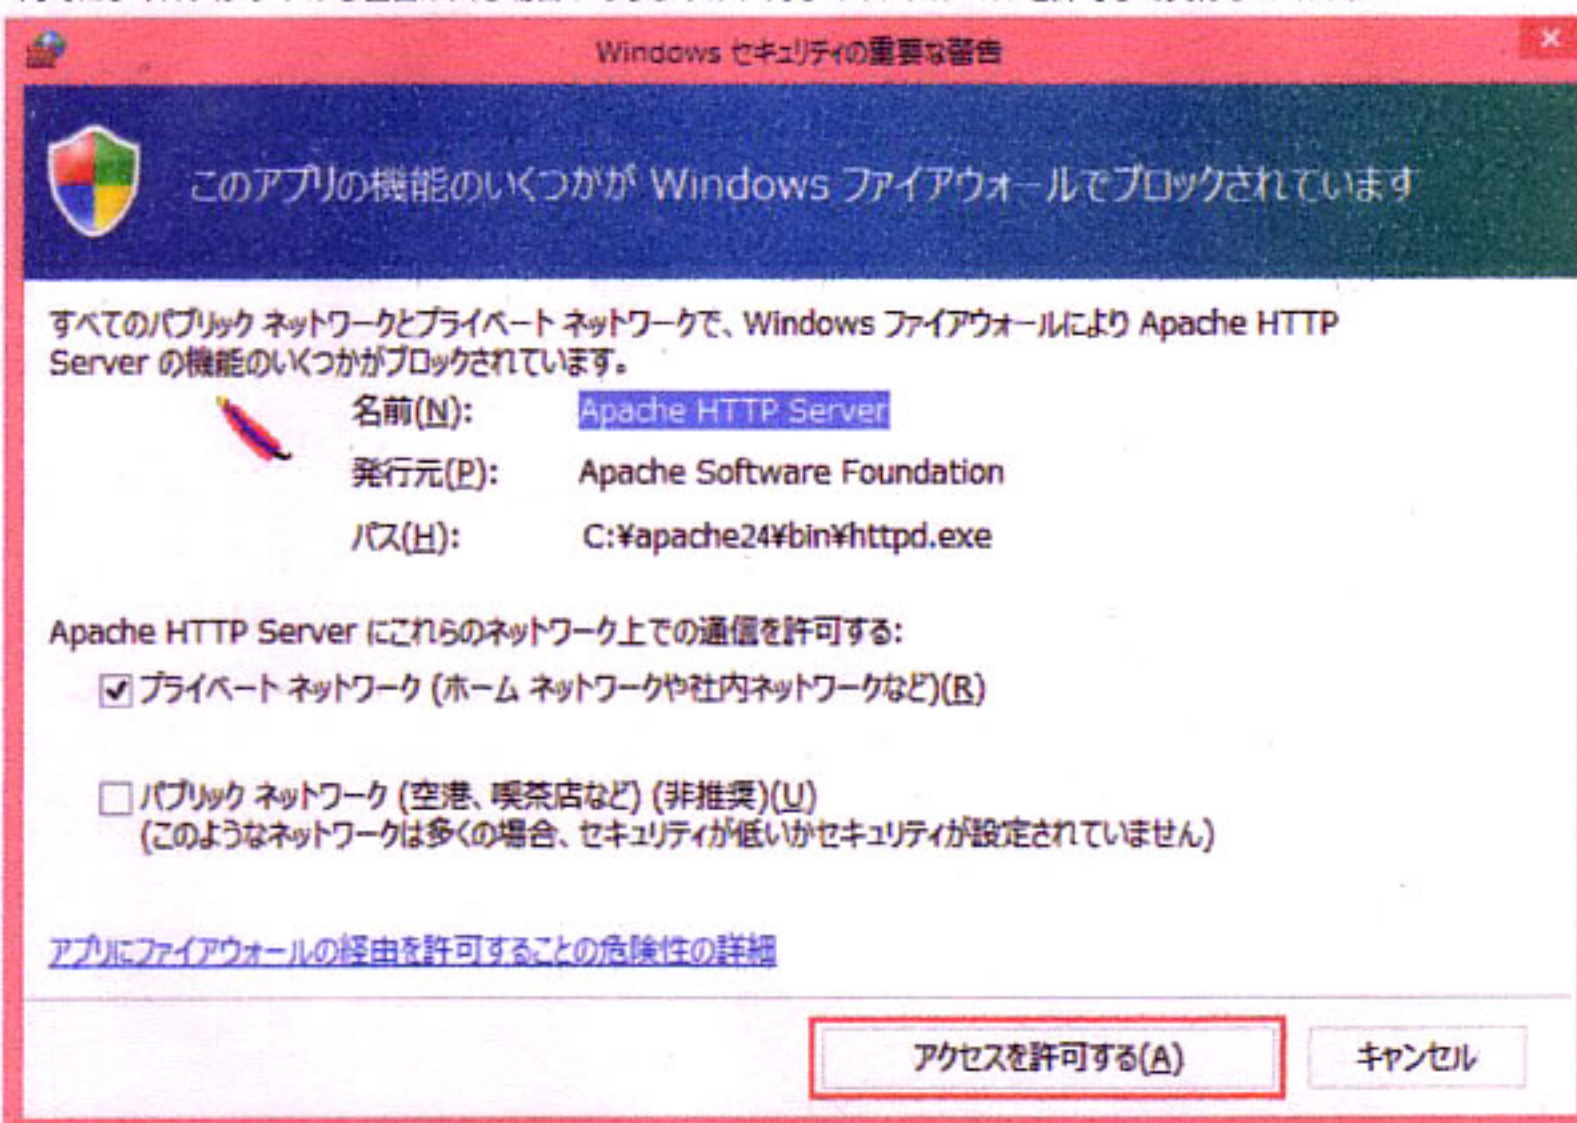 Windows セキュリティの重要な警告
このアプリの機能のいくつかが Windows ファイアウォールでブロックされています
すべてのパブリック ネットワークとプライベート ネットワークで、Windows ファイアウォールにより Apache HTTP
Server の機能のいくつかがブロックされています。
名前(N): Apache HTTP Server
発行元(P): Apache Software Foundation
パス(H): C:¥apache24¥bin¥httpd.exe
Apache HTTP Server にこれらのネットワーク上での通信を許可する:
プライベート ネットワーク (ホーム ネットワークや社内ネットワークなど)(R)
パブリック ネットワーク (空港、喫茶店など) (非推奨)(U)
(このようなネットワークは多くの場合、セキュリティが低いかセキュリティが設定されていません)
アプリにファイアウォールの経由を許可することの危険性の詳細
アクセスを許可する(A) キャンセル